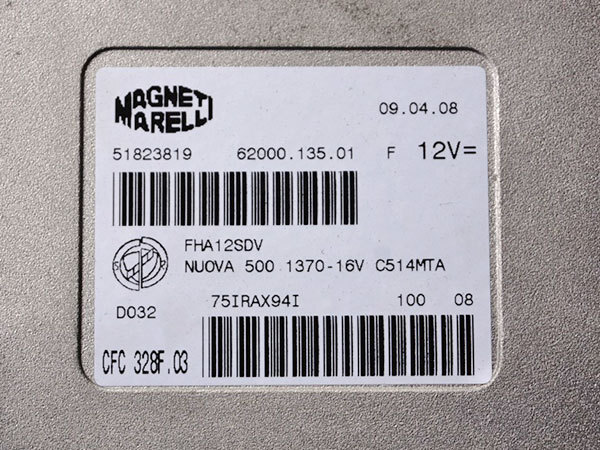 MAGNETI
MARELLI
09.04.08
51823819 62000.135.01 F 12V=
FHA12SDV
S R
NUOVA 500 1370-16V C514MTA
D032 75IRAX94I 100 08
CFC 328F.03